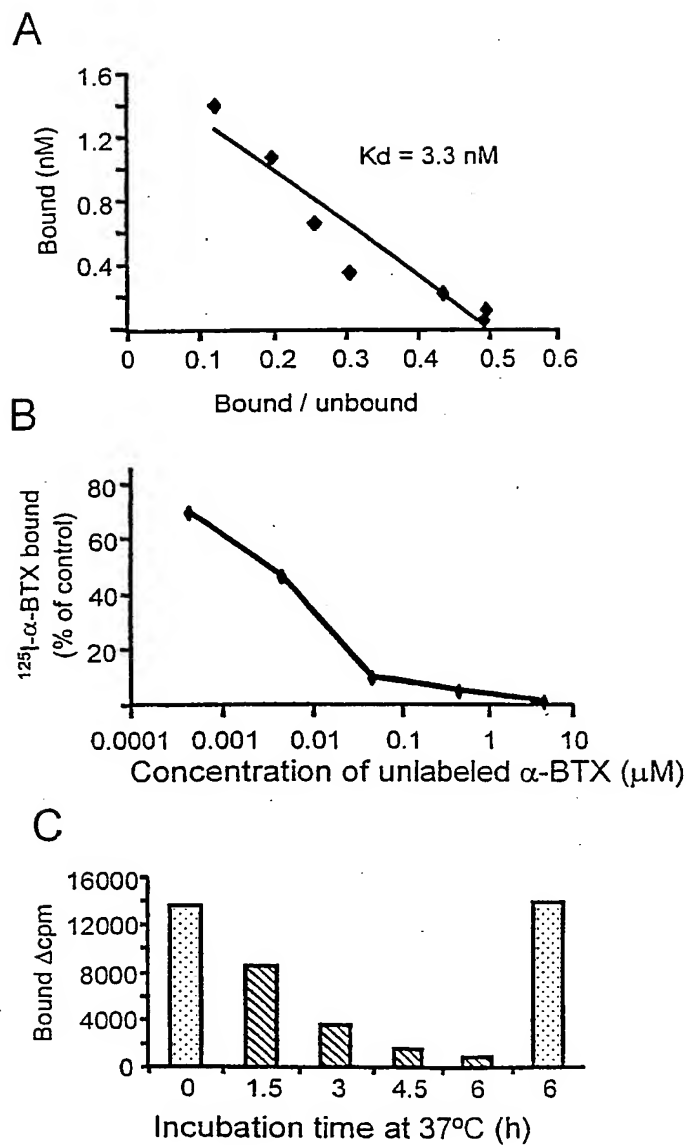 A
1.6
1.2
0.8
0.4
Bound (nM)
Kd = 3.3 nM
0 0.1 0.2 0.3 0.4 0.5 0.6
Bound / unbound
B
80
60
40
20
¹²⁵I-α-BTX bound
(% of control)
0.0001 0.001 0.01 0.1 1 10
Concentration of unlabeled α-BTX (μM)
C
16000
12000
8000
4000
0
Bound Δcpm
0 1.5 3 4.5 6 6
Incubation time at 37ºC (h)